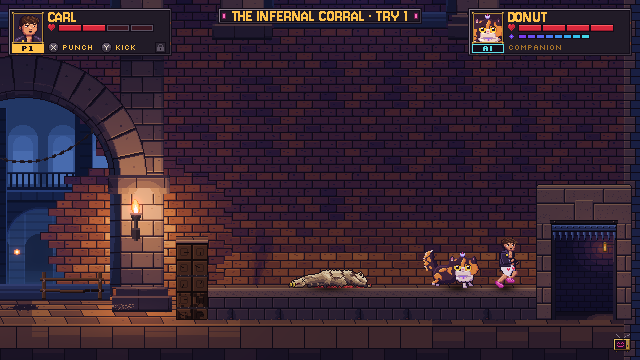 CARL
P1
X PUNCH Y KICK
THE INFERNAL CORRAL · TRY 1
DONUT
AI
COMPANION